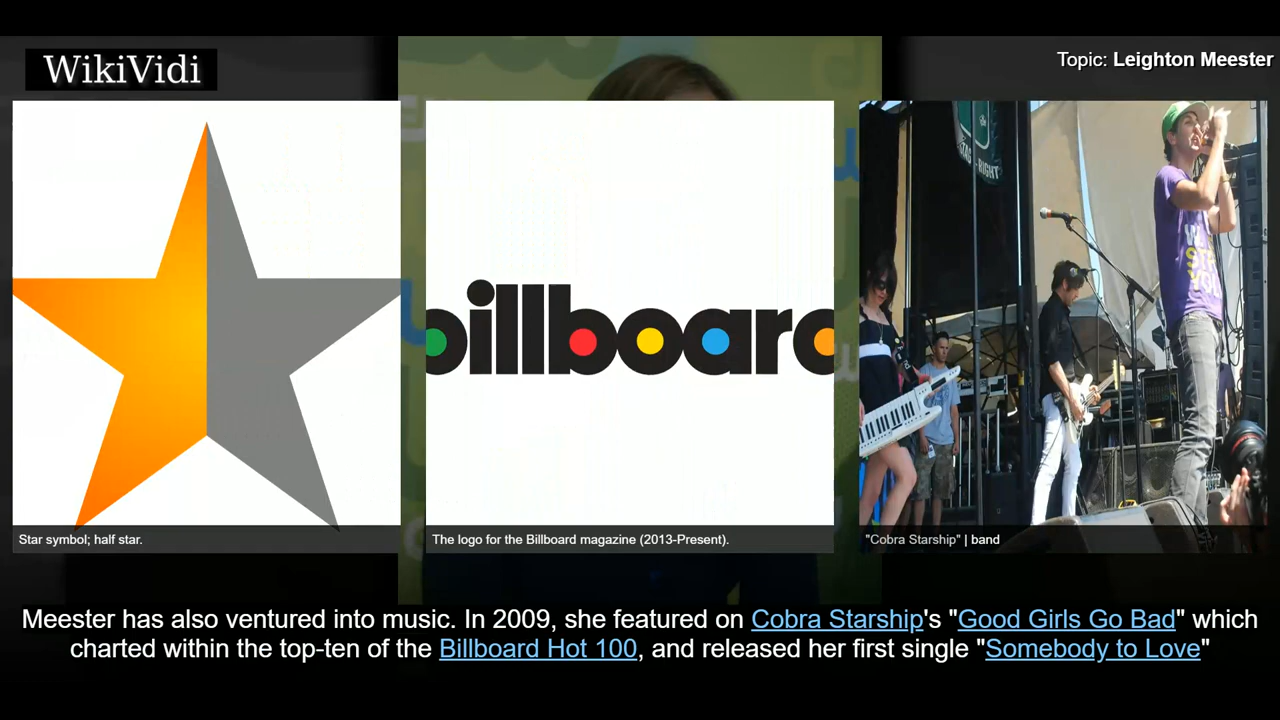 WikiVidi
Topic: Leighton Meester
billboard
Star symbol; half star.
The logo for the Billboard magazine (2013-Present).
"Cobra Starship" | band
Meester has also ventured into music. In 2009, she featured on Cobra Starship's "Good Girls Go Bad" which
charted within the top-ten of the Billboard Hot 100, and released her first single "Somebody to Love"